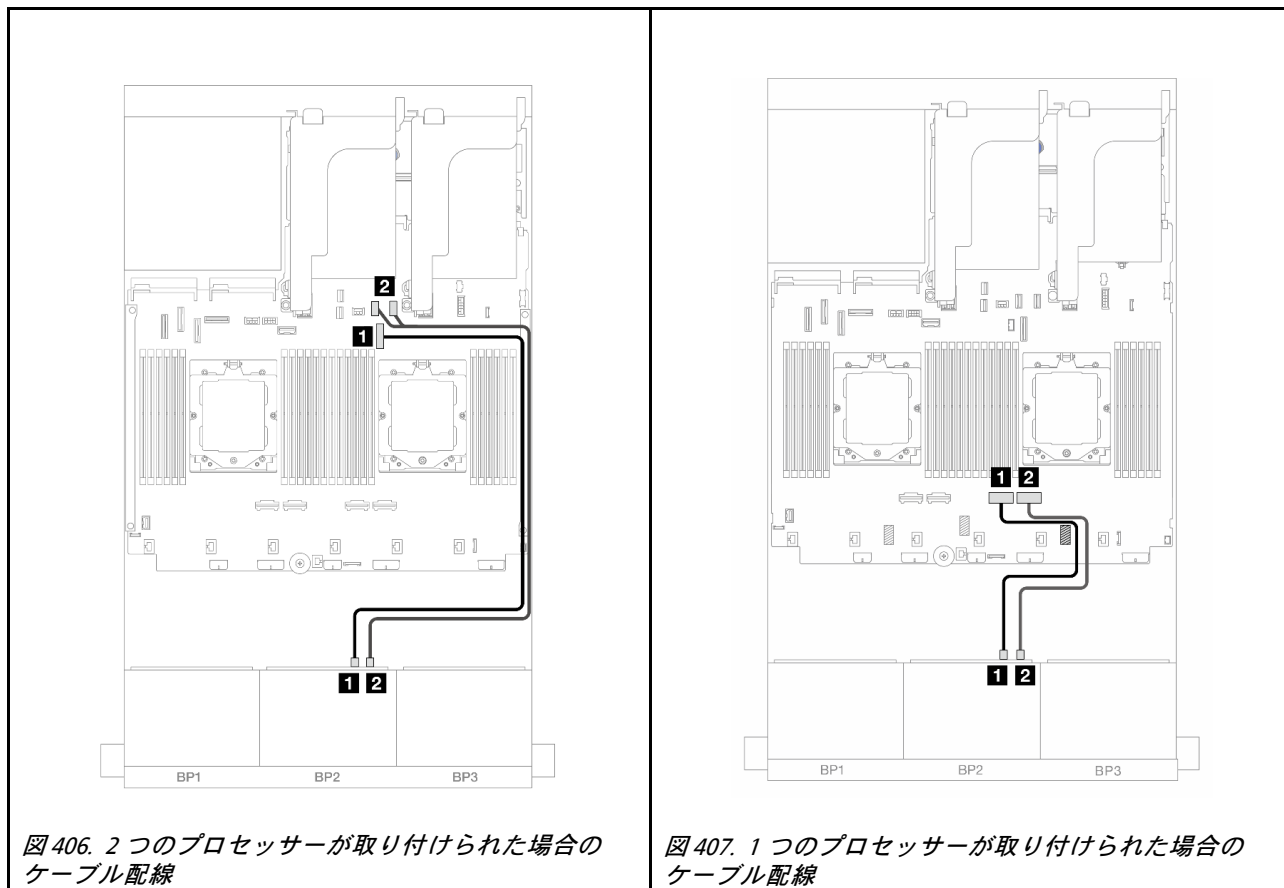 2
1
1 2
BP1 BP2 BP3
図 406. 2 つのプロセッサーが取り付けられた場合の
ケーブル配線
1 2
1 2
BP1 BP2 BP3
図 407. 1 つのプロセッサーが取り付けられた場合の
ケーブル配線